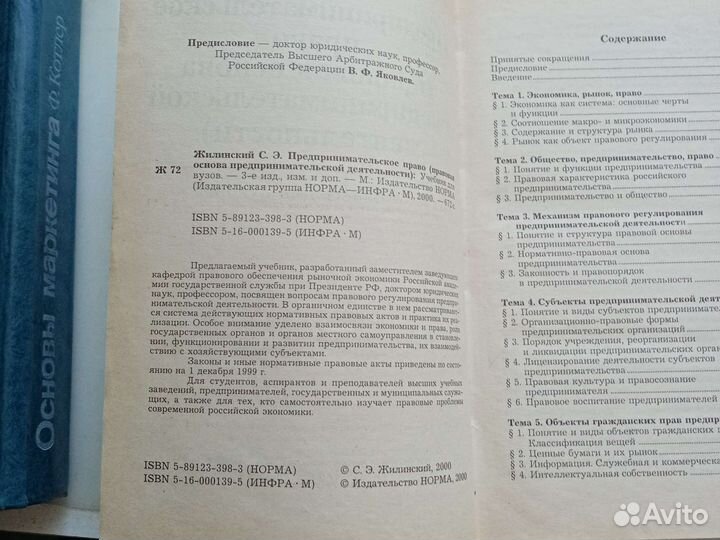 Основы маркетинга Ф. Котлер
Предисловие — доктор юридических наук, профессор,
Председатель Высшего Арбитражного Суда
Российской Федерации В. Ф. Яковлев.
Жилинский С. Э. Предпринимательское право (правовая
Ж 72 основа предпринимательской деятельности): Учебник для
вузов. — 3-е изд., изм. и доп. — М.: Издательство НОРМА
(Издательская группа НОРМА—ИНФРА · М), 2000. —
ISBN 5-89123-398-3 (НОРМА)
ISBN 5-16-000139-5 (ИНФРА · М)
Предлагаемый учебник, разработанный заместителем заведующего
кафедрой правового обеспечения рыночной экономики Российской
государственной службы при Президенте РФ, доктором юридических
наук, профессором, посвящен вопросам правового регулирования
нимательской деятельности. В органичном единстве в нем
ся система действующих нормативных правовых актов и практика их реа-
лизации. Особое внимание уделено взаимосвязи экономики и права, роли
государственных органов и органов местного самоуправления в становле-
нии, функционировании и развитии предпринимательства, их взаимодей-
ствию с хозяйствующими субъектами.
Законы и иные нормативные правовые акты приведены по состо-
янию на 1 декабря 1999 г.
Для студентов, аспирантов и преподавателей высших учебных
заведений, предпринимателей, государственных и муниципальных служа-
щих, а также для тех, кто самостоятельно изучает правовые проблемы
современной российской экономики.
ISBN 5-89123-398-3 (НОРМА)
ISBN 5-16-000139-5 (ИНФРА · М)
© С. Э. Жилинский, 2000
© Издательство НОРМА, 2000
Содержание
Принятые сокращения
Предисловие
Введение
Тема 1. Экономика, рынок, право
§ 1. Экономика как система: основные черты
и функции
§ 2. Соотношение макро- и микроэкономики
§ 3. Содержание и структура рынка
§ 4. Рынок как объект правового регулирования
Тема 2. Общество, предпринимательство, право
§ 1. Понятие и функции предпринимательства
§ 2. Правовая характеристика российского
предпринимательства
§ 3. Предпринимательство и общество
Тема 3. Механизм правового регулирования
предпринимательской деятельности
§ 1. Понятие и структура правовой основы
предпринимательства
§ 2. Нормативно-правовая основа
предпринимательства
§ 3. Законность и правопорядок
в предпринимательской деятельности
Тема 4. Субъекты предпринимательской
§ 1. Понятие и виды субъектов
§ 2. Организационно-правовые формы
предпринимательских организаций
§ 3. Порядок учреждения, реорганизации
и ликвидации предпринимательских
§ 4. Лицензирование деятельности субъектов
предпринимательства
§ 5. Правовая культура и правосознание
предпринимателя
§ 6. Правовое воспитание предпринимателей
Тема 5. Объекты гражданских прав
§ 1. Понятие и виды объектов гражданских
Классификация вещей
§ 2. Ценные бумаги и их рынок
§ 3. Информация. Служебная и
§ 4. Интеллектуальная собственность
Avito